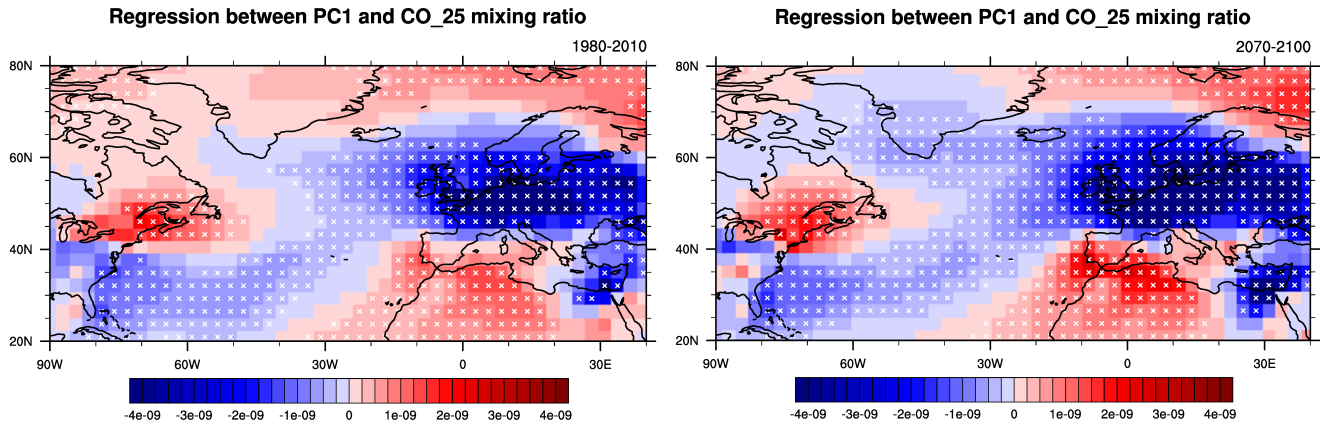 Regression between PC1 and CO_25 mixing ratio
1980-2010
80N
60N
40N
20N
90W 60W 30W 0 30E
-4e-09 -3e-09 -2e-09 -1e-09 0 1e-09 2e-09 3e-09 4e-09
Regression between PC1 and CO_25 mixing ratio
2070-2100
80N
60N
40N
20N
90W 60W 30W 0 30E
-4e-09 -3e-09 -2e-09 -1e-09 0 1e-09 2e-09 3e-09 4e-09